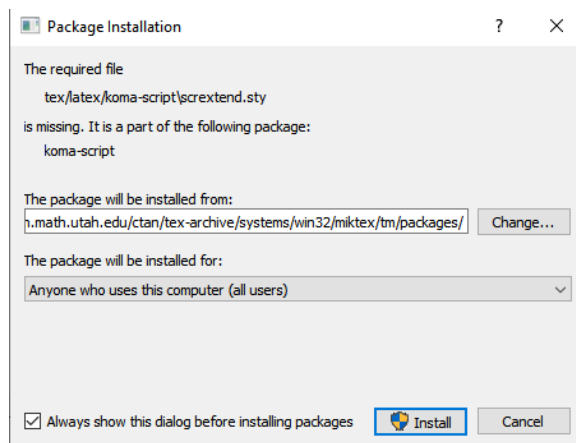 Package Installation
?
The required file
tex/latex/koma-script\scrextend.sty
is missing. It is a part of the following package:
koma-script
The package will be installed from:
.math.utah.edu/ctan/tex-archive/systems/win32/miktex/tm/packages/
Change...
The package will be installed for:
Anyone who uses this computer (all users)
Always show this dialog before installing packages
Install
Cancel